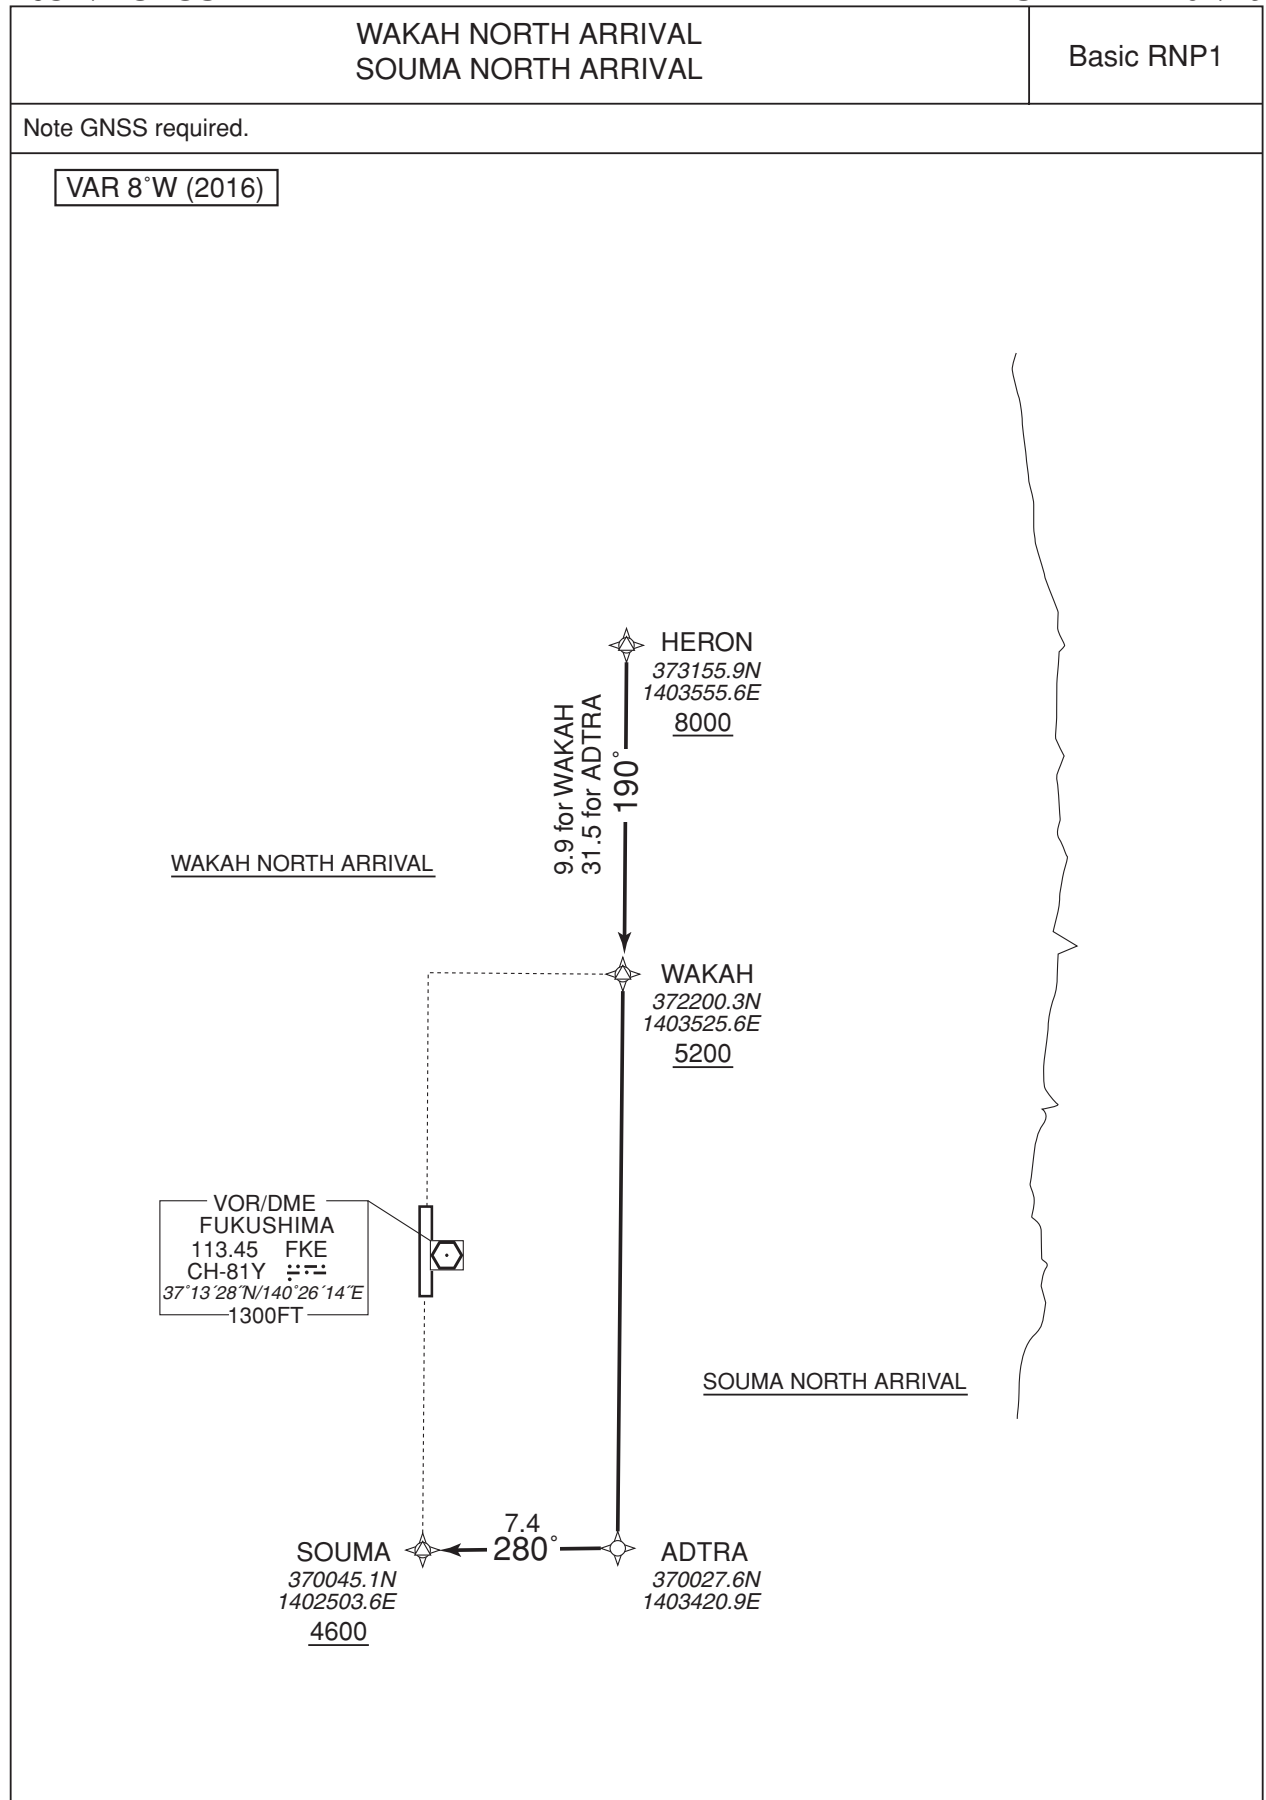 WAKAH NORTH ARRIVAL
SOUMA NORTH ARRIVAL
Basic RNP1
Note GNSS required.
VAR 8°W (2016)
HERON
373155.9N
1403555.6E
8000
9.9 for WAKAH
31.5 for ADTRA
190°
WAKAH NORTH ARRIVAL
WAKAH
372200.3N
1403525.6E
5200
VOR/DME
FUKUSHIMA
113.45 FKE
CH-81Y
37°13´28˝N/140°26´14˝E
1300FT
SOUMA NORTH ARRIVAL
7.4
280°
SOUMA
370045.1N
1402503.6E
4600
ADTRA
370027.6N
1403420.9E